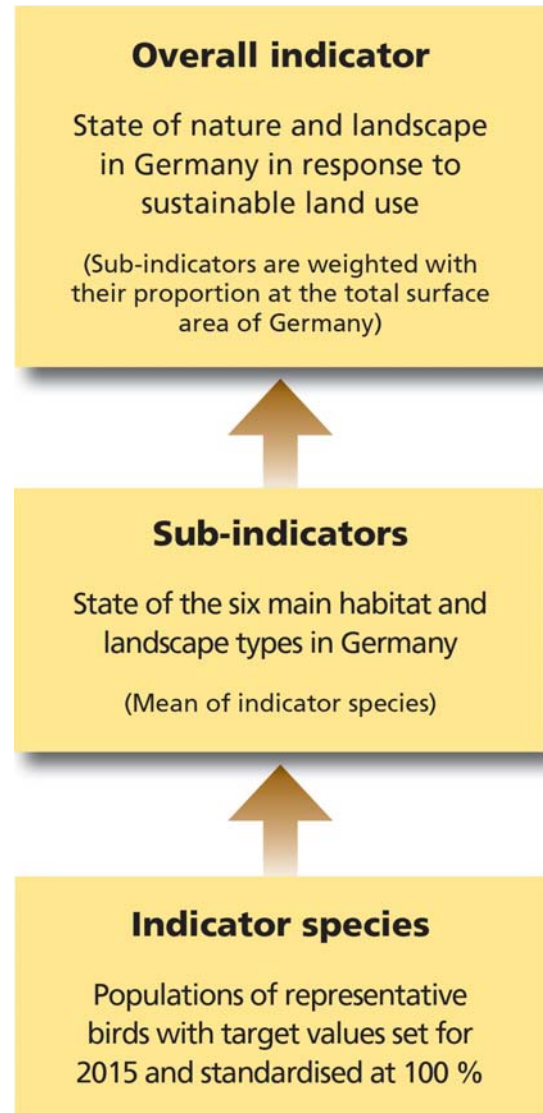 Overall indicator
State of nature and landscape
in Germany in response to
sustainable land use
(Sub-indicators are weighted with
their proportion at the total surface
area of Germany)
Sub-indicators
State of the six main habitat and
landscape types in Germany
(Mean of indicator species)
Indicator species
Populations of representative
birds with target values set for
2015 and standardised at 100 %